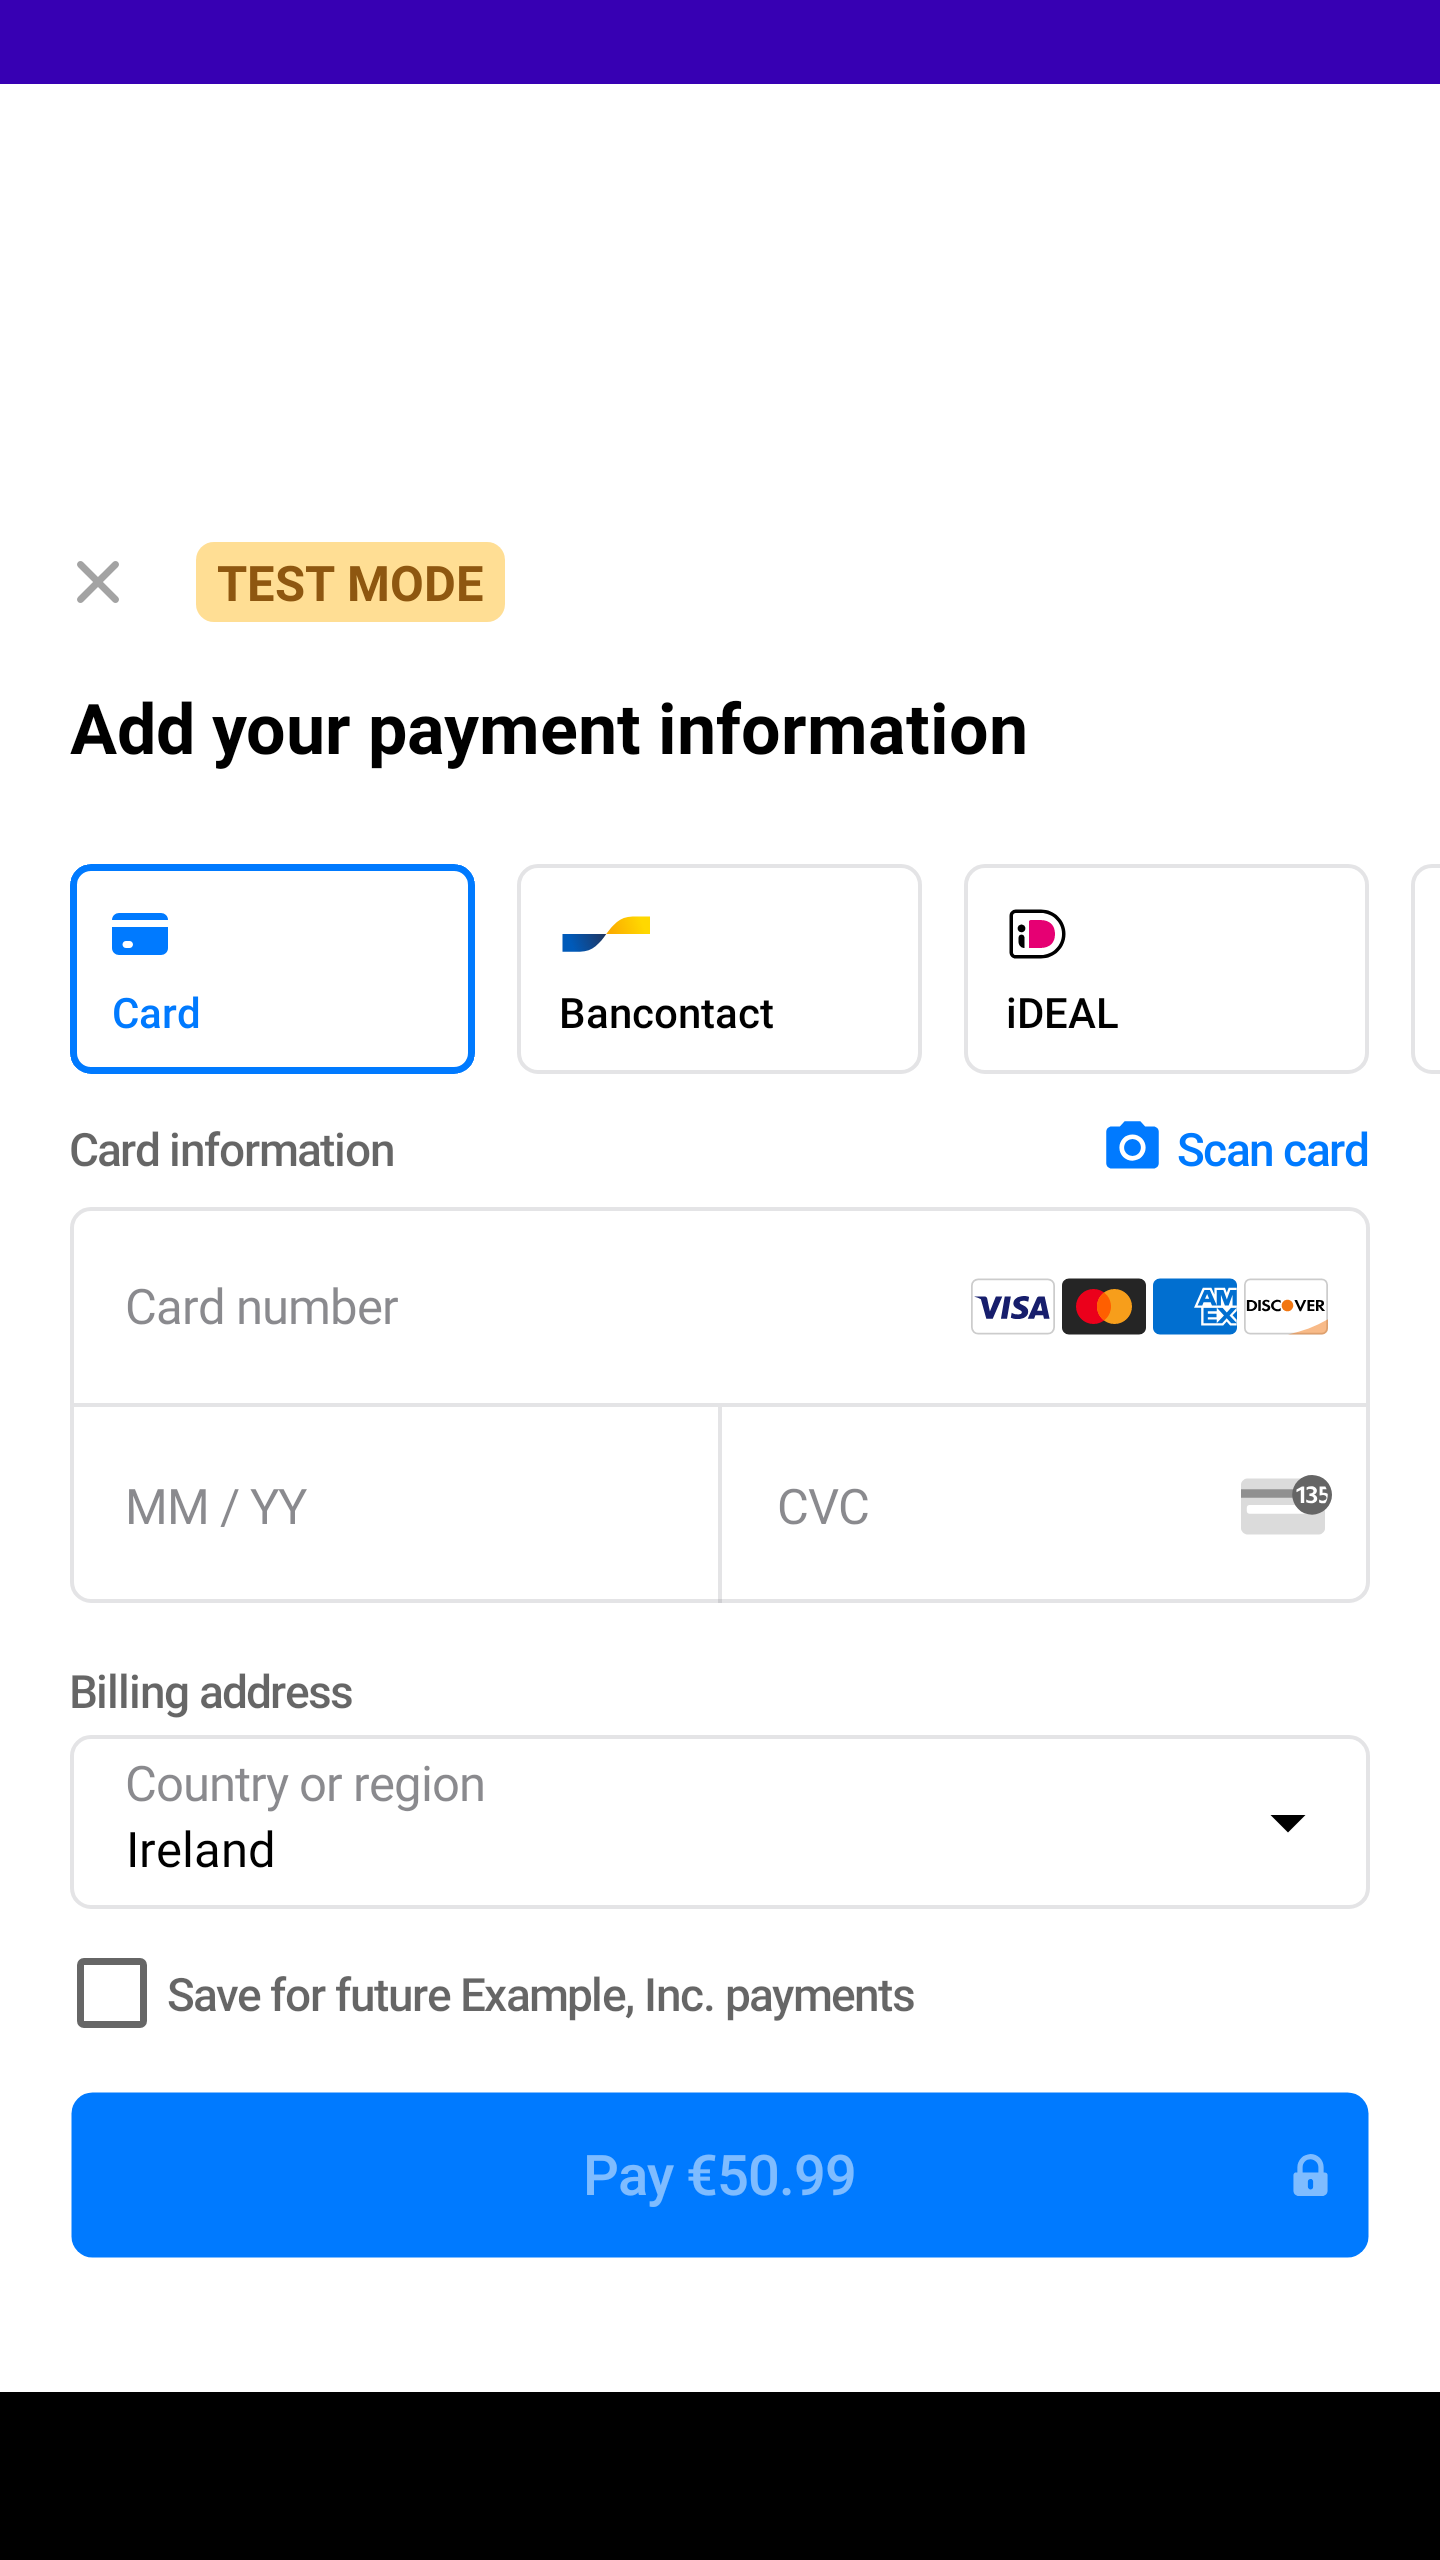 TEST MODE
Add your payment information
Card
Bancontact
iD
iDEAL
Card information
Scan card
Card number
VISA
AM
EX
DISCOVER
MM / YY
CVC
135
Billing address
Country or region
Ireland
Save for future Example, Inc. payments
Pay €50.99